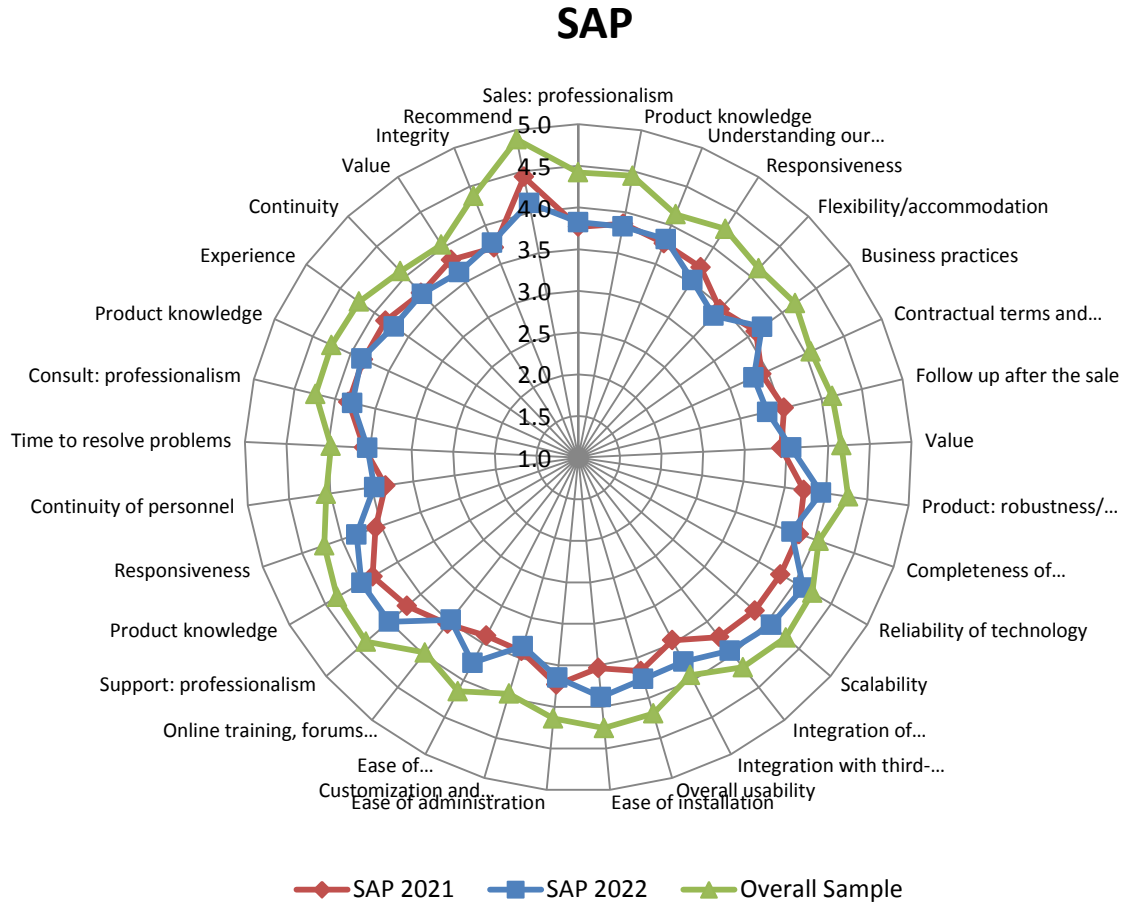 SAP
Sales: professionalism
Product knowledge
Understanding our...
Responsiveness
Flexibility/accommodation
Business practices
Contractual terms and...
Follow up after the sale
Value
Product: robustness/...
Completeness of...
Reliability of technology
Scalability
Integration of...
Integration with third-...
Overall usability
Ease of installation
Ease of administration
Customization and...
Ease of...
Online training, forums...
Support: professionalism
Product knowledge
Responsiveness
Continuity of personnel
Time to resolve problems
Consult: professionalism
Product knowledge
Experience
Continuity
Value
Integrity
Recommend
5.0
4.5
4.0
3.5
3.0
2.5
2.0
1.5
1.0
SAP 2021
SAP 2022
Overall Sample